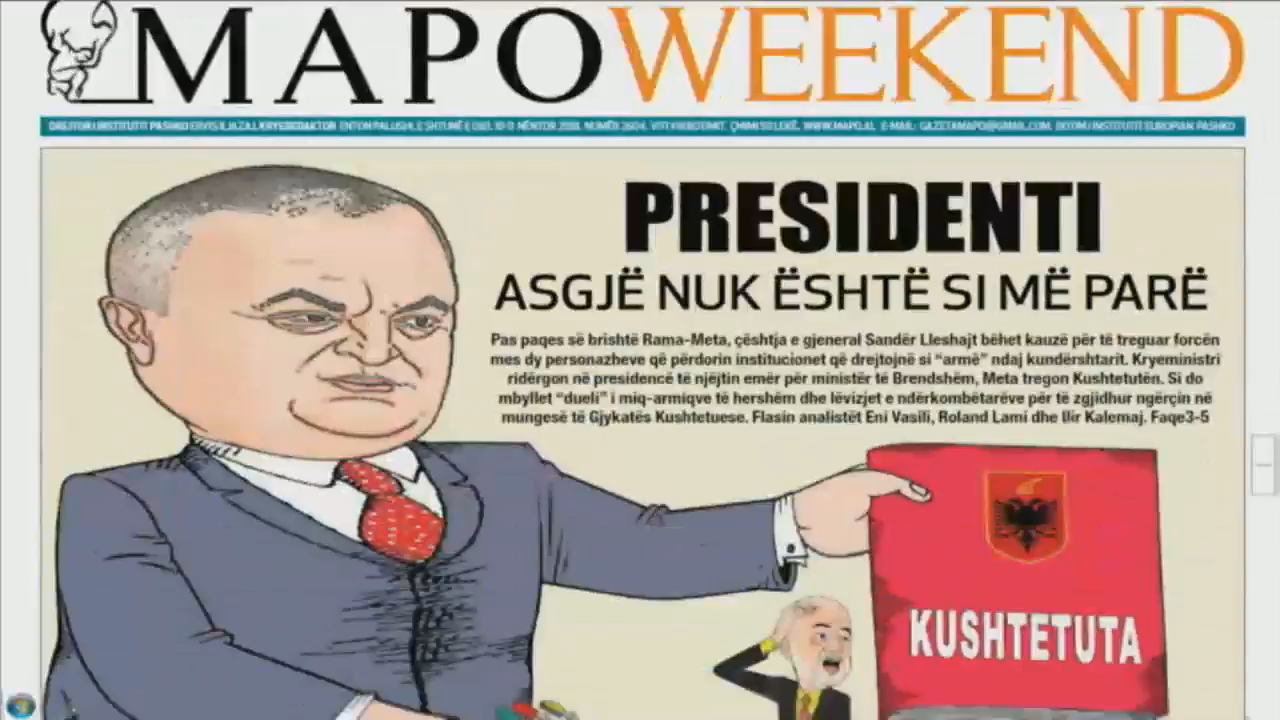 MAPOWEEKEND
PRESIDENTI
ASGJË NUK ËSHTË SI MË PARË
Pas paqes së brishtë Rama-Meta, çështja e gjeneral Sandër Lleshajt bëhet kauzë për të treguar forcën
mes dy personazheve që përdorin institucionet që drejtojnë si "armë" ndaj kundërshtarit. Kryeministri
ridërgon në presidencë të njëjtin emër për ministër të Brendshëm, Meta tregon Kushtetutën. Si do
mbyllet "dueli" i miq-armiqve të hershëm dhe lëvizjet e ndërkombëtarëve për të zgjidhur ngërçin në
mungesë të Gjykatës Kushtetuese. Flasin analistët Eni Vasili, Roland Lami dhe Ilir Kalemaj. Faqe3-5
KUSHTETUTA